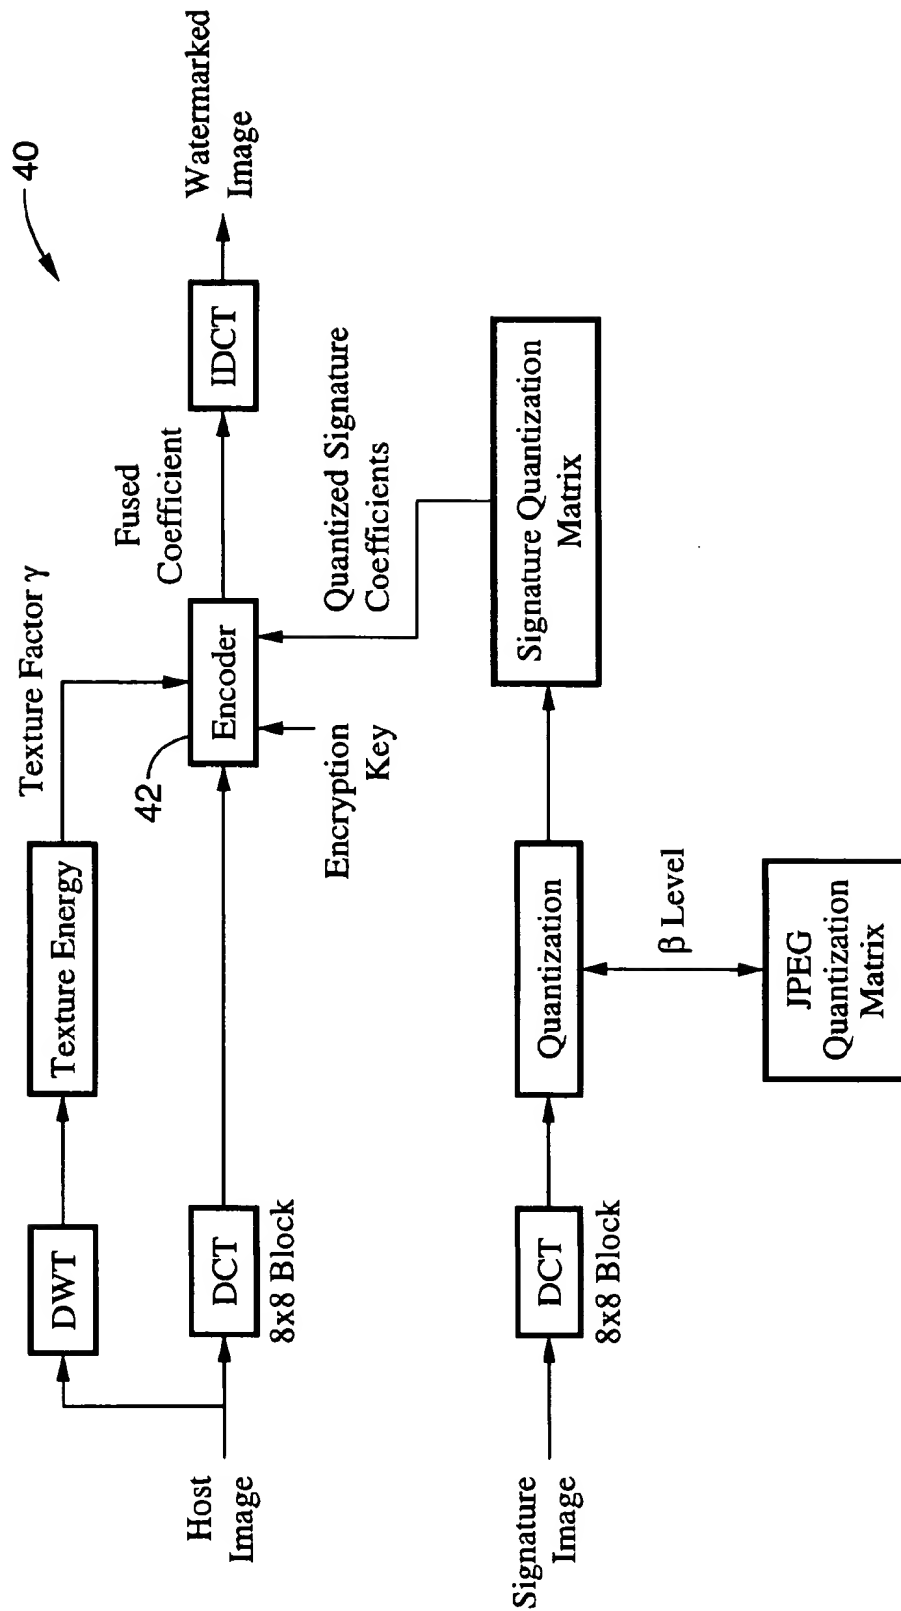 40
DWT
Texture Energy
Texture Factor γ
Host
Image
DCT
8x8 Block
42
Encoder
Encryption
Key
Fused
Coefficient
IDCT
Watermarked
Image
Quantized Signature
Coefficients
Signature
Image
DCT
8x8 Block
Quantization
Signature Quantization
Matrix
β Level
JPEG
Quantization
Matrix